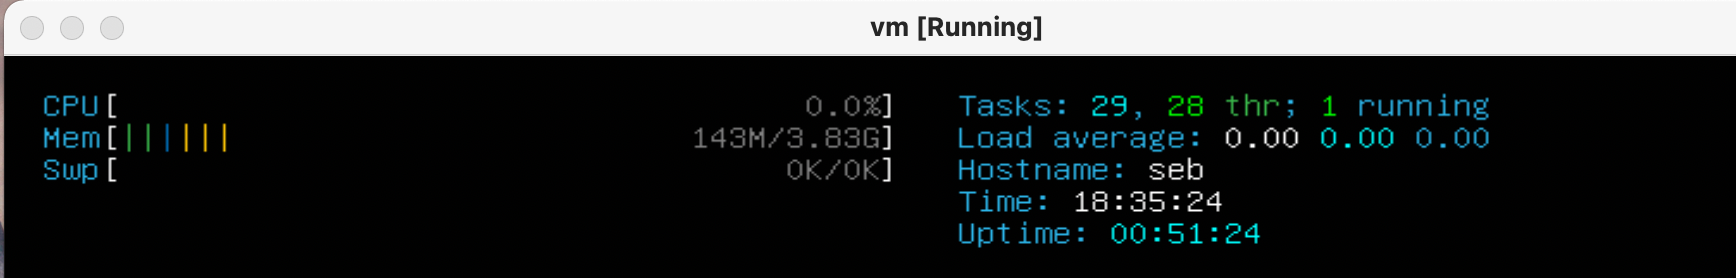 vm [Running]
CPU[ 0.0%]
Mem[|||||| 143M/3.83G]
Swp[ 0K/0K]
Tasks: 29, 28 thr; 1 running
Load average: 0.00 0.00 0.00
Hostname: seb
Time: 18:35:24
Uptime: 00:51:24